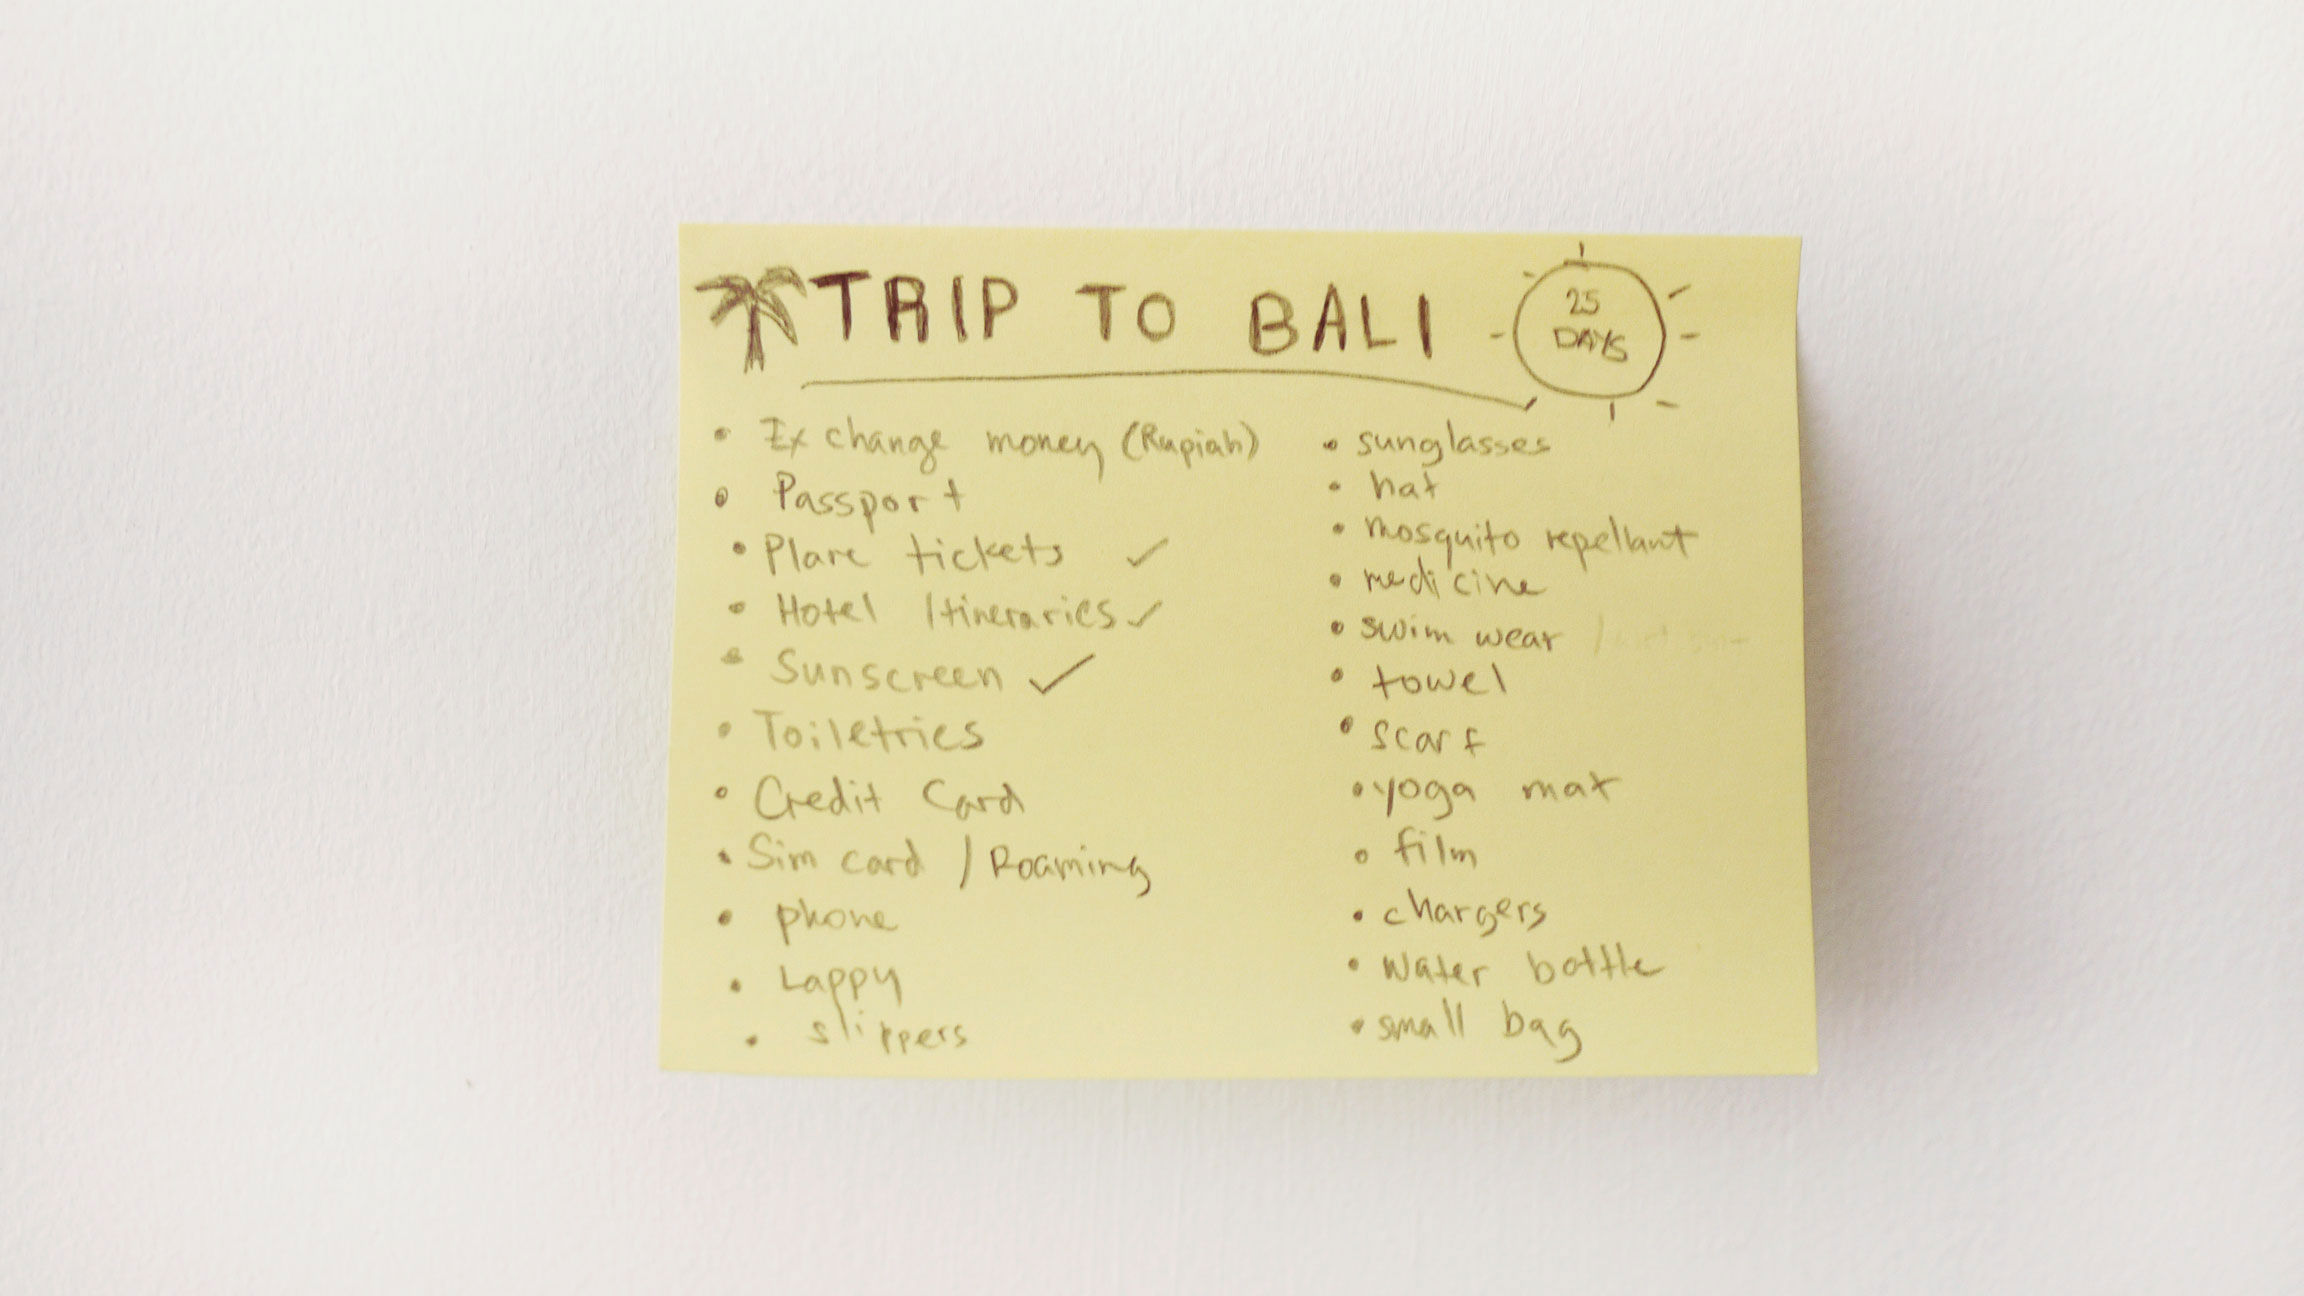 TRIP TO BALI
25
DAYS
• Exchange money (Rupiah)
• Passport
• Plane tickets ✓
• Hotel Itineraries ✓
• Sunscreen ✓
• Toiletries
• Credit Card
• Sim card / Roaming
• phone
• Lappy
• slippers
• sunglasses
• hat
• mosquito repellant
• medicine
• swim wear
• towel
• scarf
• yoga mat
• film
• chargers
• water bottle
• small bag